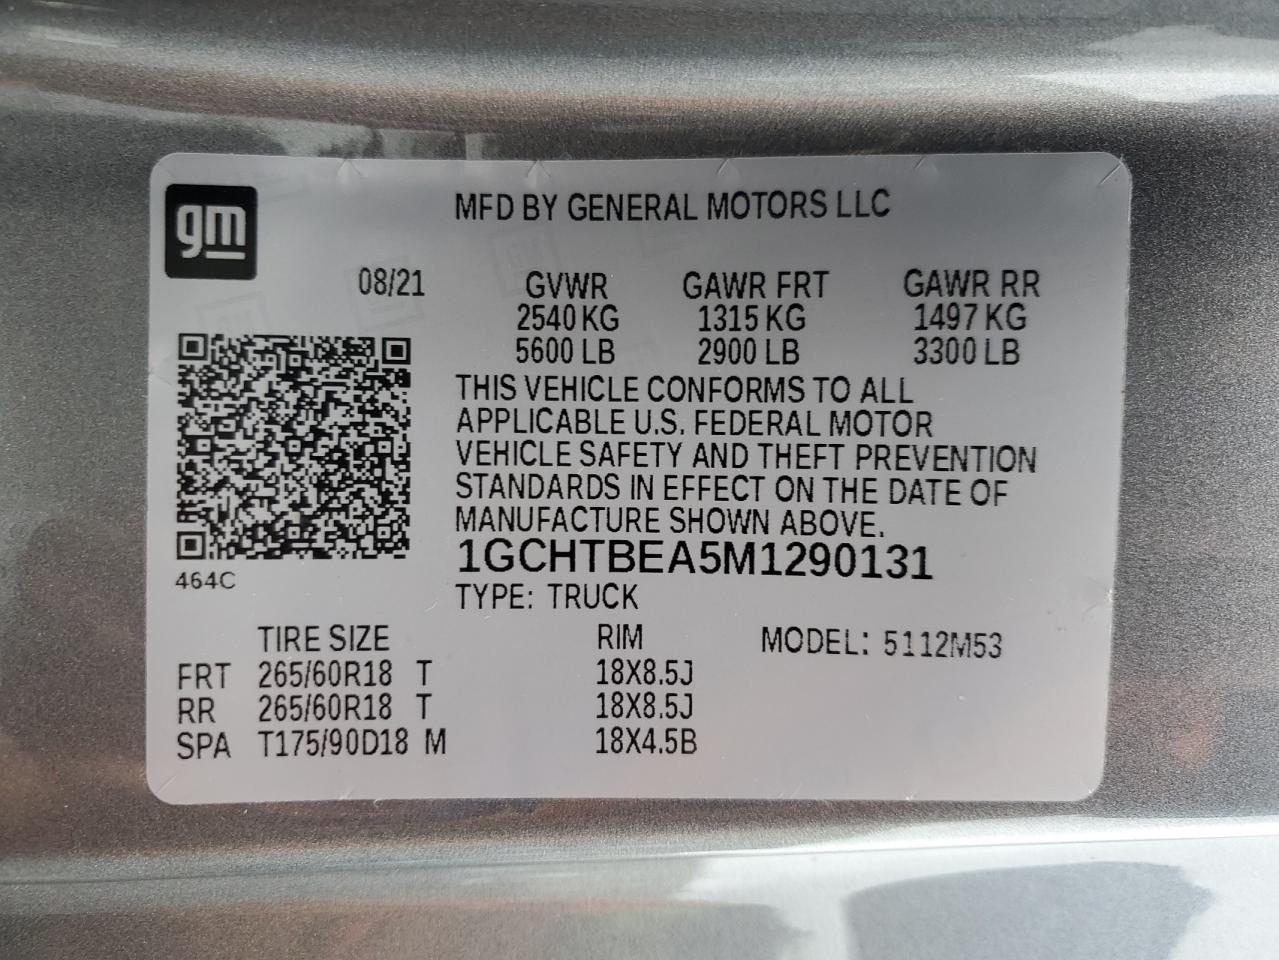 gm
MFD BY GENERAL MOTORS LLC
08/21 GVWR GAWR FRT GAWR RR
2540 KG 1315 KG 1497 KG
5600 LB 2900 LB 3300 LB
THIS VEHICLE CONFORMS TO ALL
APPLICABLE U.S. FEDERAL MOTOR
VEHICLE SAFETY AND THEFT PREVENTION
STANDARDS IN EFFECT ON THE DATE OF
MANUFACTURE SHOWN ABOVE.
1GCHTBEA5M1290131
464C
TYPE: TRUCK
TIRE SIZE RIM MODEL: 5112M53
FRT 265/60R18 T 18X8.5J
RR 265/60R18 T 18X8.5J
SPA T175/90D18 M 18X4.5B